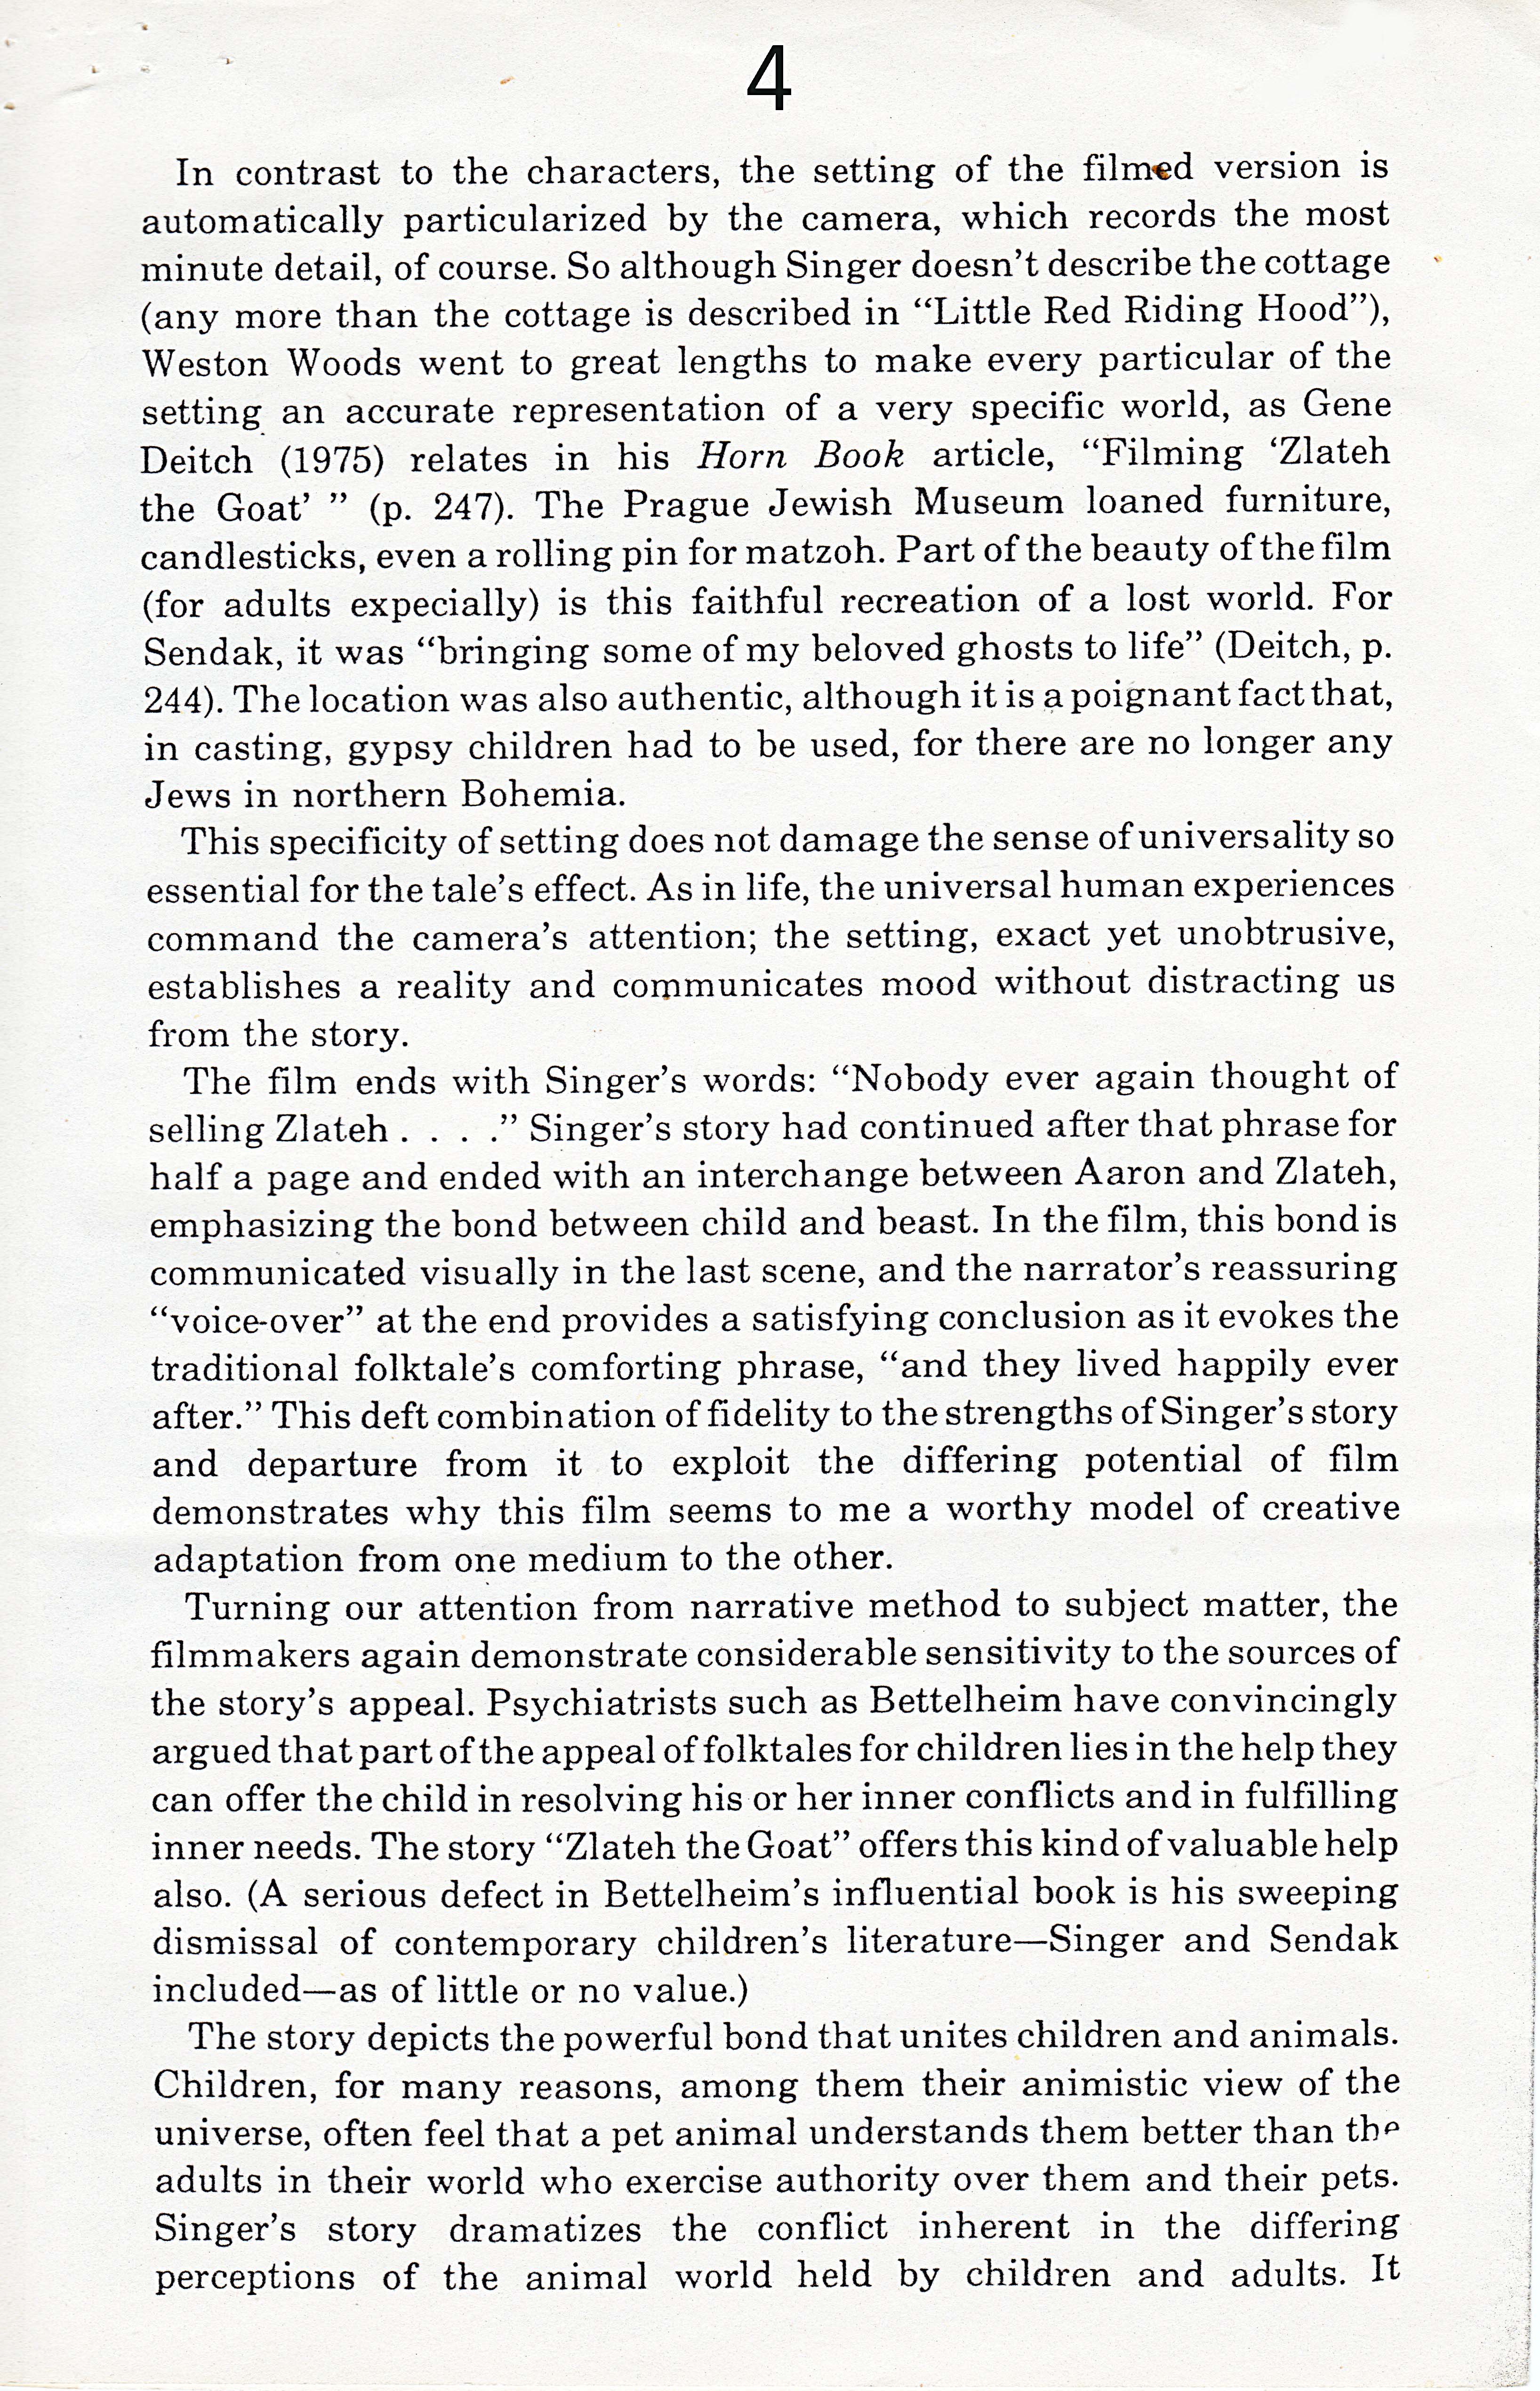 4
In contrast to the characters, the setting of the filmed version is
automatically particularized by the camera, which records the most
minute detail, of course. So although Singer doesn't describe the cottage
(any more than the cottage is described in “Little Red Riding Hood”),
Weston Woods went to great lengths to make every particular of the
setting an accurate representation of a very specific world, as Gene
Deitch (1975) relates in his Horn Book article, “Filming ‘Zlateh
the Goat’ ” (p. 247). The Prague Jewish Museum loaned furniture,
candlesticks, even a rolling pin for matzoh. Part of the beauty of the film
(for adults expecially) is this faithful recreation of a lost world. For
Sendak, it was “bringing some of my beloved ghosts to life” (Deitch, p.
244). The location was also authentic, although it is a poignant fact that,
in casting, gypsy children had to be used, for there are no longer any
Jews in northern Bohemia.
This specificity of setting does not damage the sense of universality so
essential for the tale’s effect. As in life, the universal human experiences
command the camera’s attention; the setting, exact yet unobtrusive,
establishes a reality and communicates mood without distracting us
from the story.
The film ends with Singer’s words: “Nobody ever again thought of
selling Zlateh . . . .” Singer’s story had continued after that phrase for
half a page and ended with an interchange between Aaron and Zlateh,
emphasizing the bond between child and beast. In the film, this bond is
communicated visually in the last scene, and the narrator’s reassuring
“voice-over” at the end provides a satisfying conclusion as it evokes the
traditional folktale’s comforting phrase, “and they lived happily ever
after.” This deft combination of fidelity to the strengths of Singer’s story
and departure from it to exploit the differing potential of film
demonstrates why this film seems to me a worthy model of creative
adaptation from one medium to the other.
Turning our attention from narrative method to subject matter, the
filmmakers again demonstrate considerable sensitivity to the sources of
the story’s appeal. Psychiatrists such as Bettelheim have convincingly
argued that part of the appeal of folktales for children lies in the help they
can offer the child in resolving his or her inner conflicts and in fulfilling
inner needs. The story “Zlateh the Goat” offers this kind of valuable help
also. (A serious defect in Bettelheim’s influential book is his sweeping
dismissal of contemporary children’s literature—Singer and Sendak
included—as of little or no value.)
The story depicts the powerful bond that unites children and animals.
Children, for many reasons, among them their animistic view of the
universe, often feel that a pet animal understands them better than the
adults in their world who exercise authority over them and their pets.
Singer’s story dramatizes the conflict inherent in the differing
perceptions of the animal world held by children and adults. It